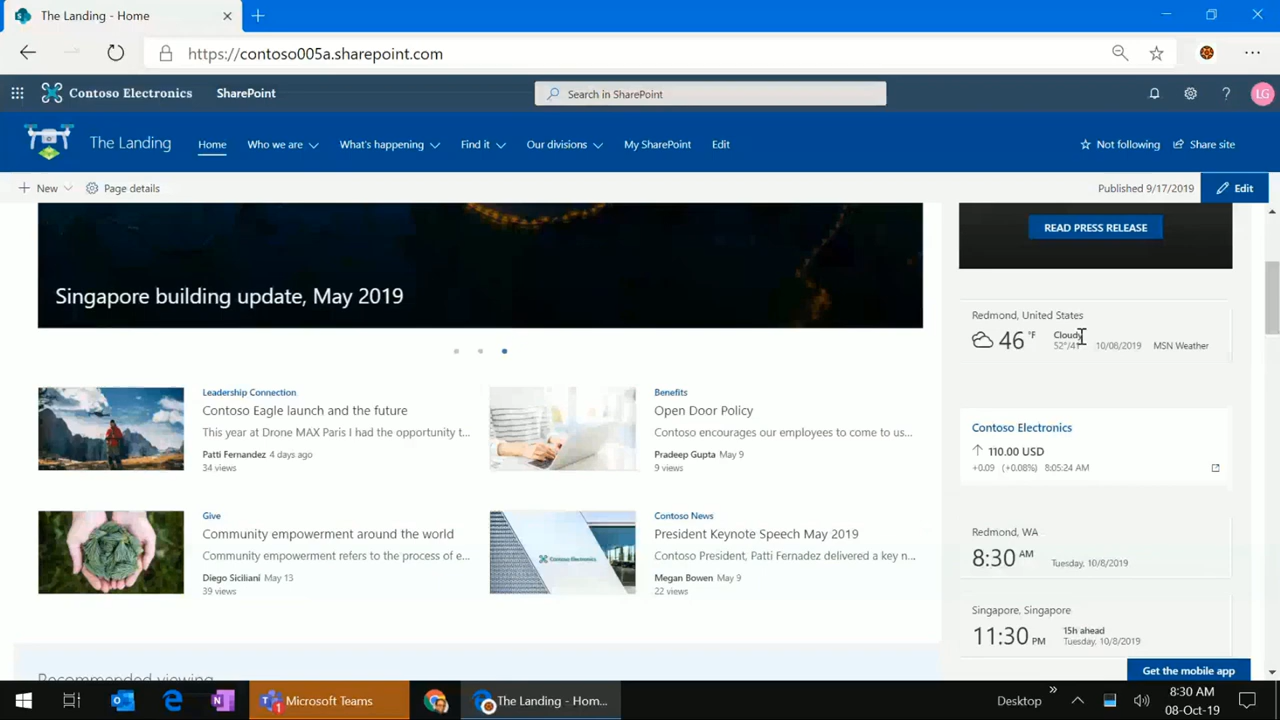 The Landing - Home
https://contoso005a.sharepoint.com
Contoso Electronics
SharePoint
Search in SharePoint
LG
The Landing
Home
Who we are
What's happening
Find it
Our divisions
My SharePoint
Edit
Not following
Share site
New
Page details
Published 9/17/2019
Edit
Singapore building update, May 2019
READ PRESS RELEASE
Redmond, United States
46 °F
Cloudy
52°/41°
10/08/2019
MSN Weather
Leadership Connection
Contoso Eagle launch and the future
This year at Drone MAX Paris I had the opportunity t...
Patti Fernandez 4 days ago
34 views
Benefits
Open Door Policy
Contoso encourages our employees to come to us...
Pradeep Gupta May 9
9 views
Contoso Electronics
110.00 USD
+0.09 (+0.08%) 8:05:24 AM
Give
Community empowerment around the world
Community empowerment refers to the process of e...
Diego Siciliani May 13
39 views
Contoso News
President Keynote Speech May 2019
Contoso President, Patti Fernadez delivered a key n...
Megan Bowen May 9
22 views
Contoso Electronics
Redmond, WA
8:30 AM
Tuesday, 10/8/2019
Singapore, Singapore
11:30 PM
15h ahead
Tuesday, 10/8/2019
Recommended viewing
Get the mobile app
Microsoft Teams
The Landing - Hom...
Desktop
8:30 AM
08-Oct-19